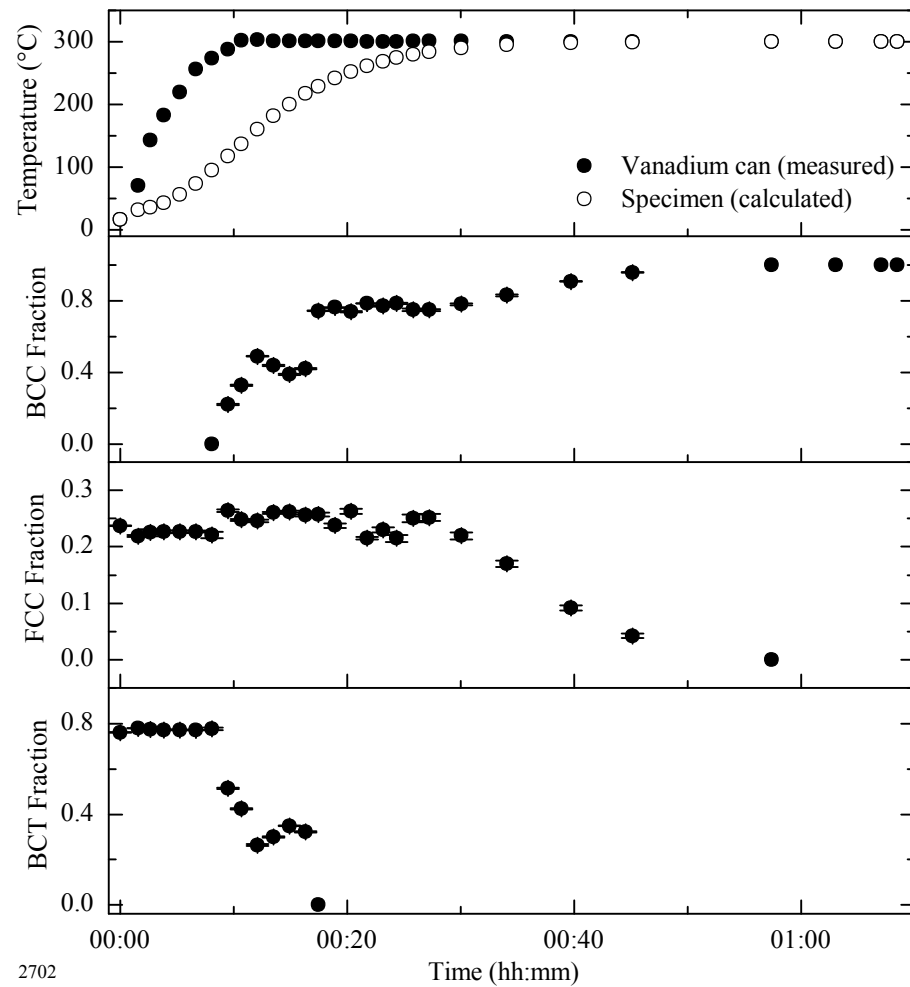 Temperature (°C)
300
200
100
0
Vanadium can (measured)
Specimen (calculated)
BCC Fraction
0.8
0.4
0.0
FCC Fraction
0.3
0.2
0.1
0.0
BCT Fraction
0.8
0.4
0.0
00:00 00:20 00:40 01:00
Time (hh:mm)
2702